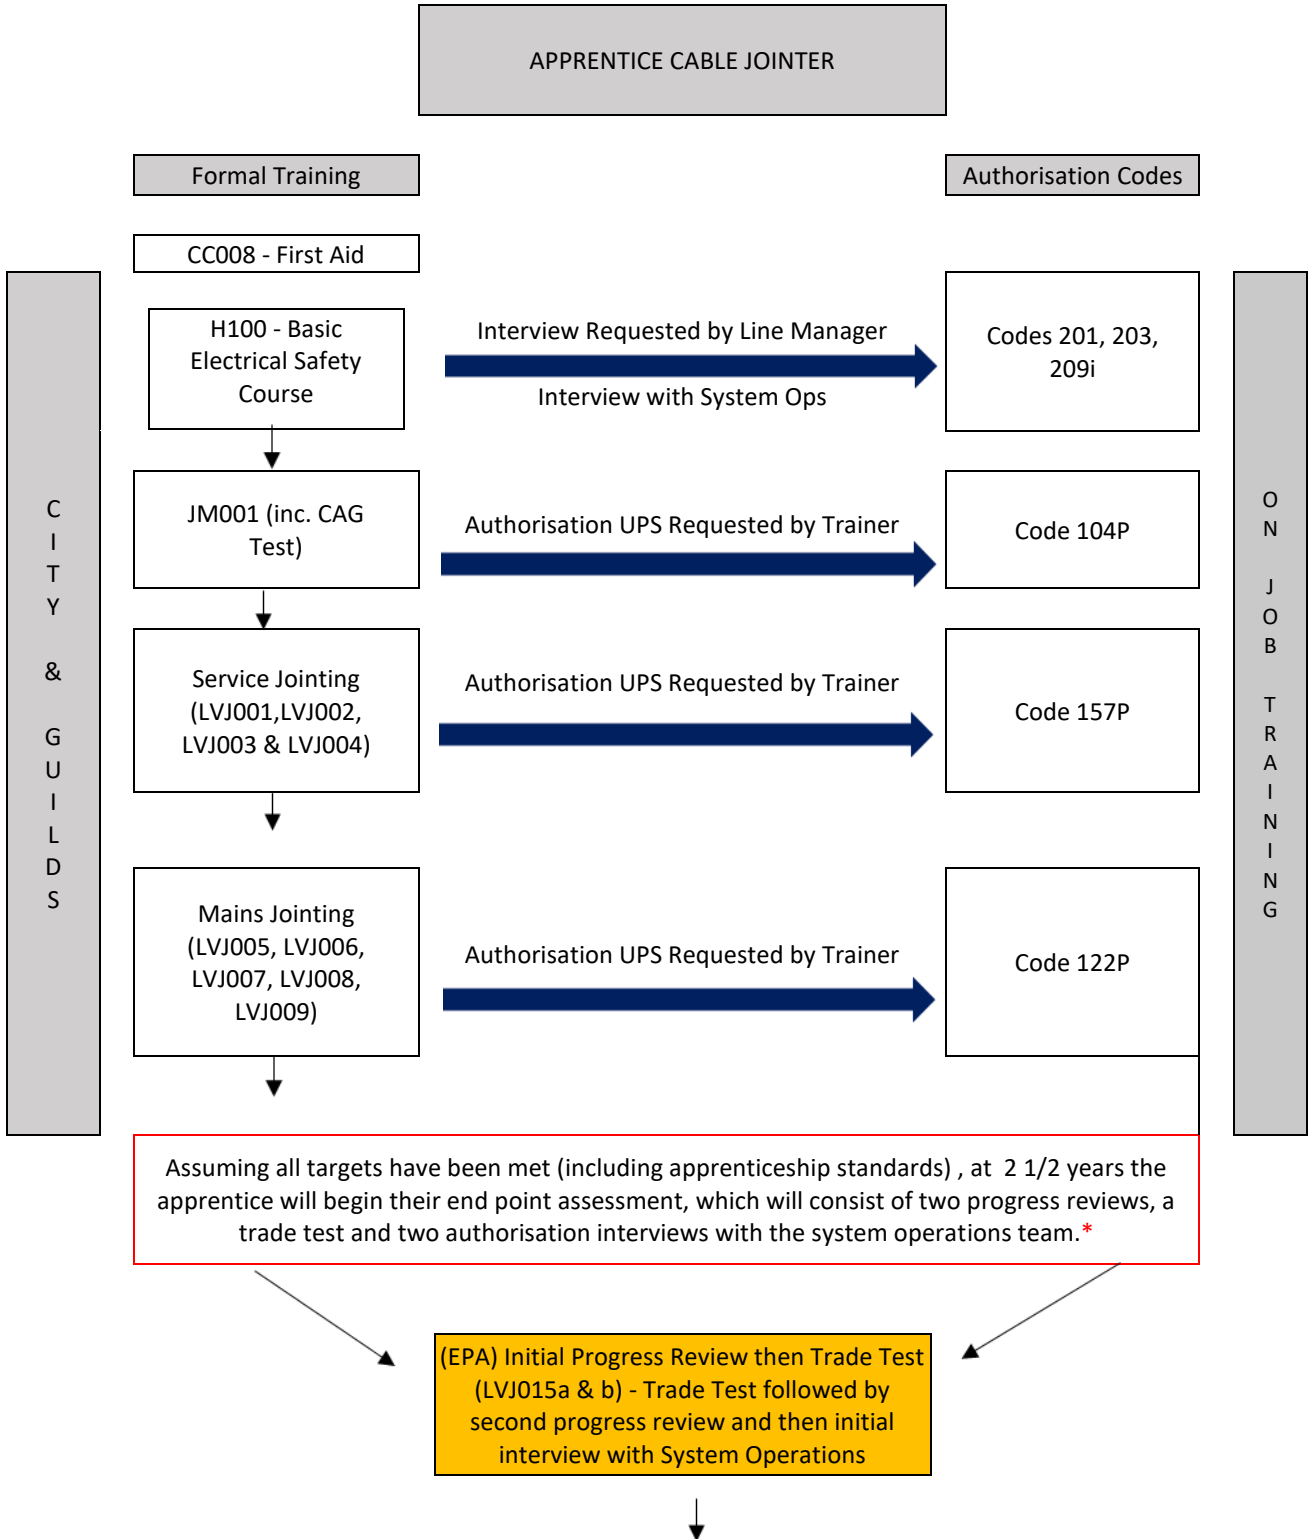 APPRENTICE CABLE JOINTER
Formal Training
Authorisation Codes
CC008 - First Aid
H100 - Basic
Electrical Safety
Course
Interview Requested by Line Manager
Interview with System Ops
Codes 201, 203,
209i
JM001 (inc. CAG
Test)
Authorisation UPS Requested by Trainer
Code 104P
Service Jointing
(LVJ001,LVJ002,
LVJ003 & LVJ004)
Authorisation UPS Requested by Trainer
Code 157P
Mains Jointing
(LVJ005, LVJ006,
LVJ007, LVJ008,
LVJ009)
Authorisation UPS Requested by Trainer
Code 122P
C
I
T
Y
&
G
U
I
L
D
S
O
N
J
O
B
T
R
A
I
N
I
N
G
Assuming all targets have been met (including apprenticeship standards) , at  2 1/2 years the
apprentice will begin their end point assessment, which will consist of two progress reviews, a
trade test and two authorisation interviews with the system operations team.*
(EPA) Initial Progress Review then Trade Test
(LVJ015a & b) - Trade Test followed by
second progress review and then initial
interview with System Operations